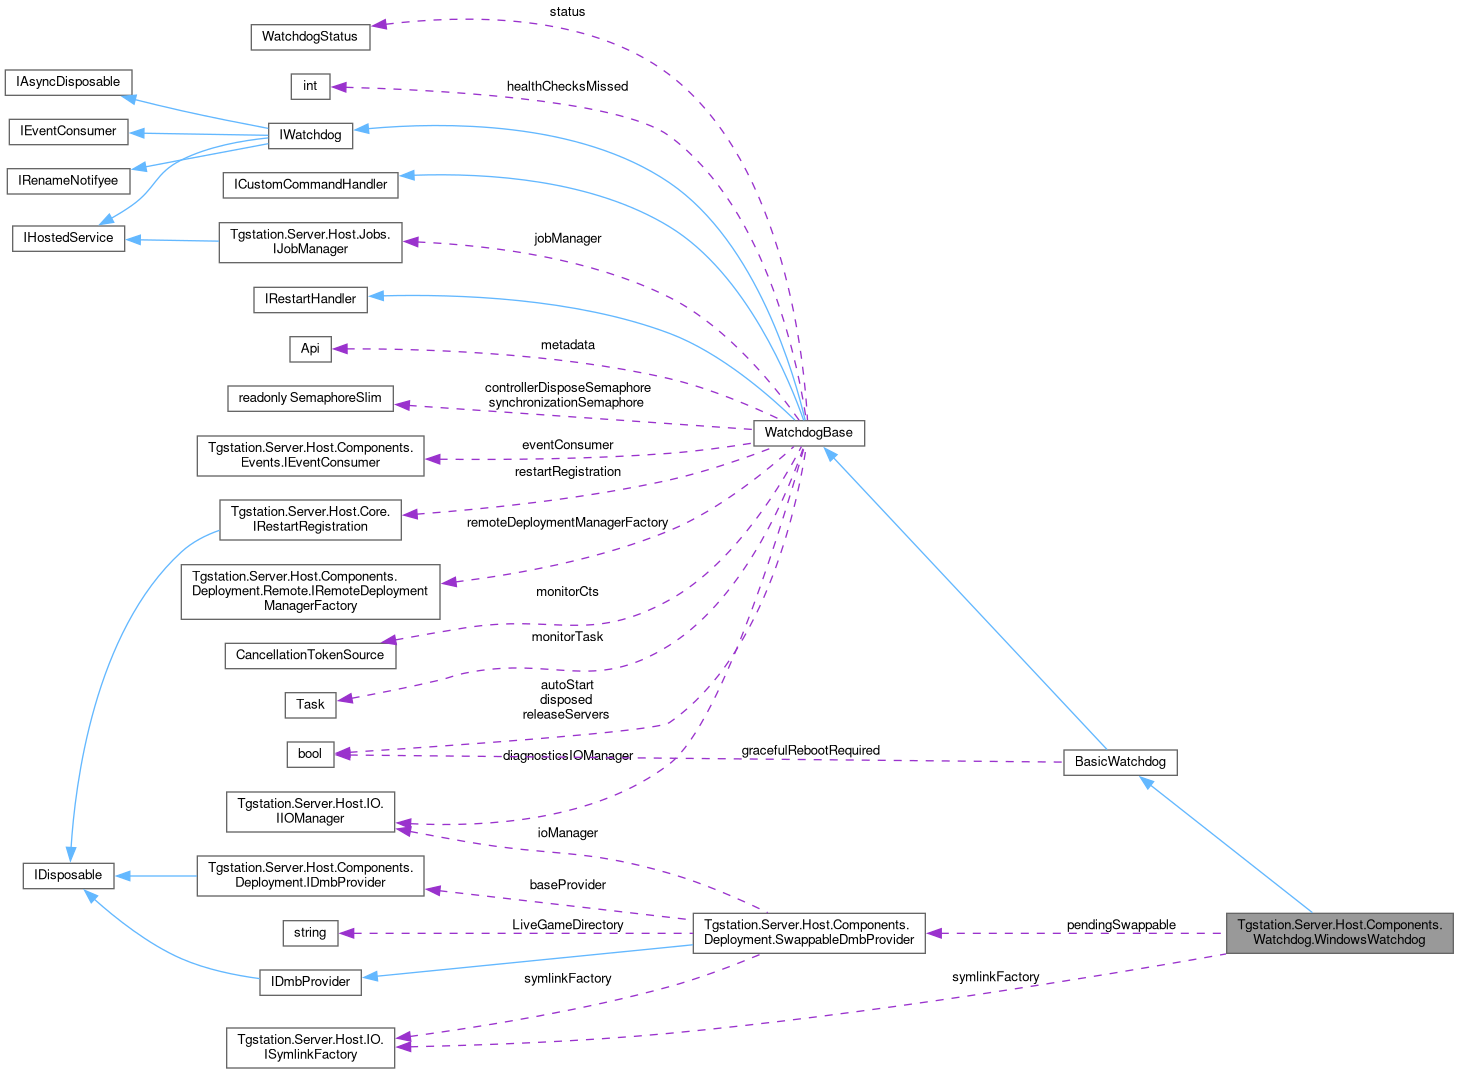 status
WatchdogStatus
healthChecksMissed
int
IAsyncDisposable
IEventConsumer
IWatchdog
IRenameNotifyee
ICustomCommandHandler
IHostedService
Tgstation.Server.Host.Jobs.
IJobManager
jobManager
IRestartHandler
metadata
Api
controllerDisposeSemaphore
synchronizationSemaphore
readonly SemaphoreSlim
WatchdogBase
eventConsumer
Tgstation.Server.Host.Components.
Events.IEventConsumer
restartRegistration
Tgstation.Server.Host.Core.
IRestartRegistration
remoteDeploymentManagerFactory
Tgstation.Server.Host.Components.
Deployment.Remote.IRemoteDeployment
ManagerFactory
monitorCts
CancellationTokenSource
monitorTask
Task
autoStart
disposed
releaseServers
bool
diagnosticsIOManager
gracefulRebootRequired
BasicWatchdog
Tgstation.Server.Host.IO.
IIOManager
ioManager
IDisposable
Tgstation.Server.Host.Components.
Deployment.IDmbProvider
baseProvider
string
LiveGameDirectory
Tgstation.Server.Host.Components.
Deployment.SwappableDmbProvider
pendingSwappable
Tgstation.Server.Host.Components.
Watchdog.WindowsWatchdog
IDmbProvider
symlinkFactory
symlinkFactory
Tgstation.Server.Host.IO.
ISymlinkFactory